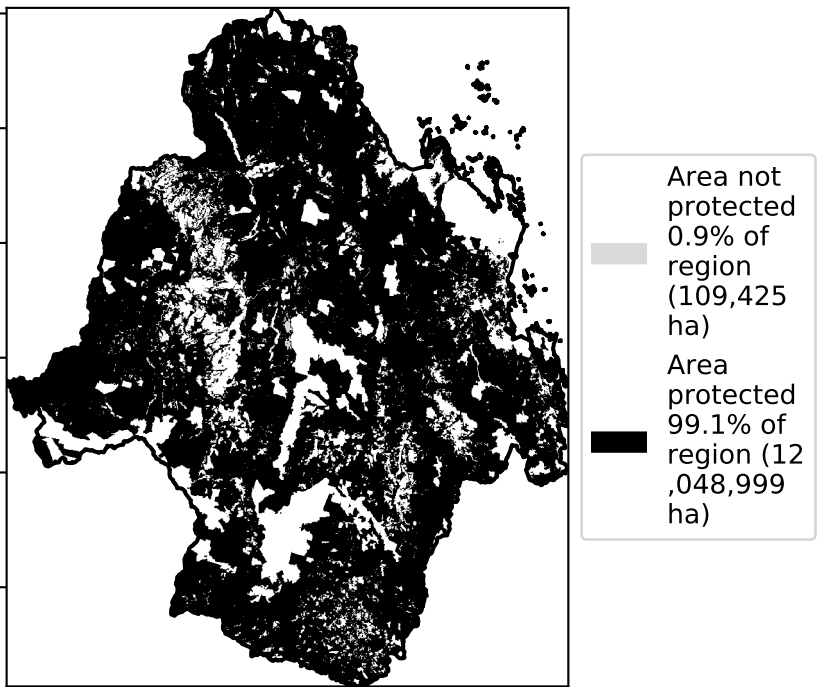 Area not
protected
0.9% of
region
(109,425
ha)
Area
protected
99.1% of
region (12
,048,999
ha)